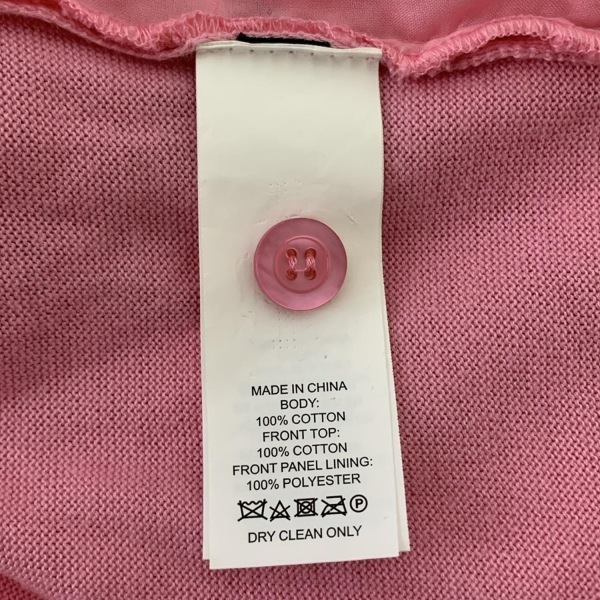 MADE IN CHINA
BODY:
100% COTTON
FRONT TOP:
100% COTTON
FRONT PANEL LINING:
100% POLYESTER
P
DRY CLEAN ONLY